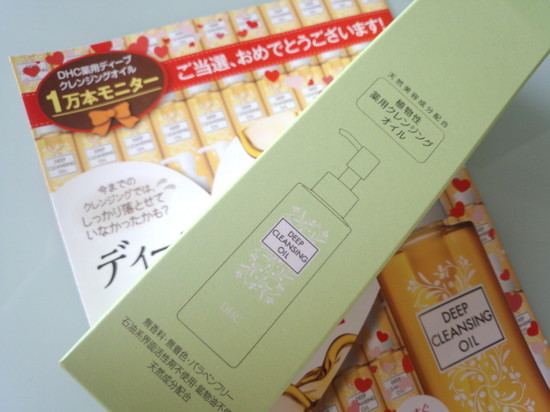 DHC薬用ディープ
クレンジングオイル
1万本モニター
ご当選、おめでとうございます!
今までの
クレンジングでは、
しっかり落とせて
いなかったかも?
ディー
天然美容成分配合
植物性
薬用クレンジング
オイル
DEEP
CLEANSING
OIL
DHC
無香料・無着色・パラベンフリー
石油系界面活性剤不使用・鉱物油不使
天然成分配合
DEEP
CLEANSING
OIL